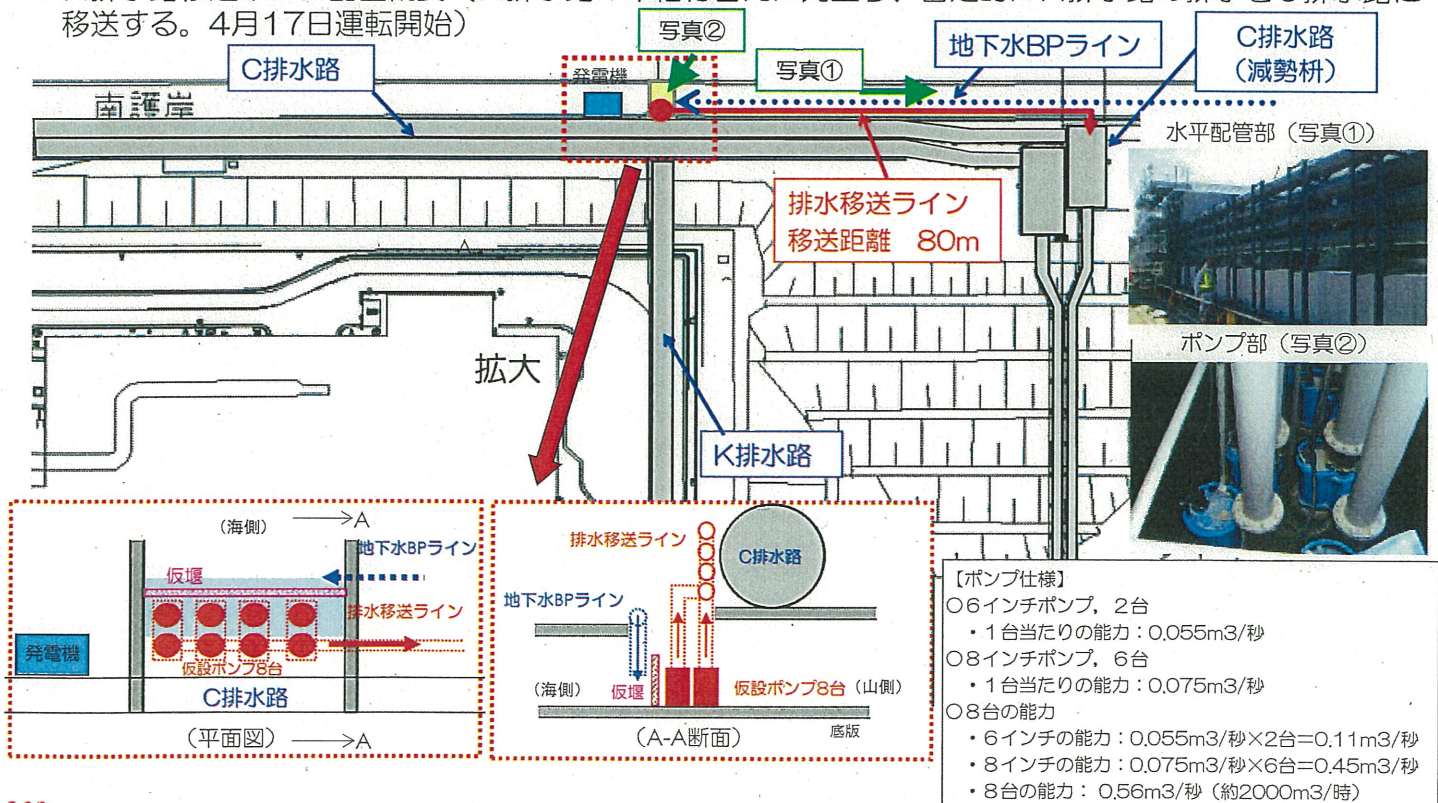 移送する。4月17日運転開始）
写真②
地下水BPライン
C排水路
（減勢枡）
C排水路
発電機
写真①
南護岸
水平配管部（写真①）
排水移送ライン
移送距離　80m
A
拡大
ポンプ部（写真②）
K排水路
（海側）
A
地下水BPライン
仮堰
排水移送ライン
発電機
仮設ポンプ8台
C排水路
（平面図）
A
排水移送ライン
C排水路
地下水BPライン
（海側）
仮堰
仮設ポンプ8台
（山側）
（A-A断面）
底版
【ポンプ仕様】
○6インチポンプ，2台
・1台当たりの能力：0.055m3/秒
○8インチポンプ，6台
・1台当たりの能力：0.075m3/秒
○8台の能力
・6インチの能力：0.055m3/秒×2台＝0.11m3/秒
・8インチの能力：0.075m3/秒×6台＝0.45m3/秒
・8台の能力： 0.56m3/秒（約2000m3/時）